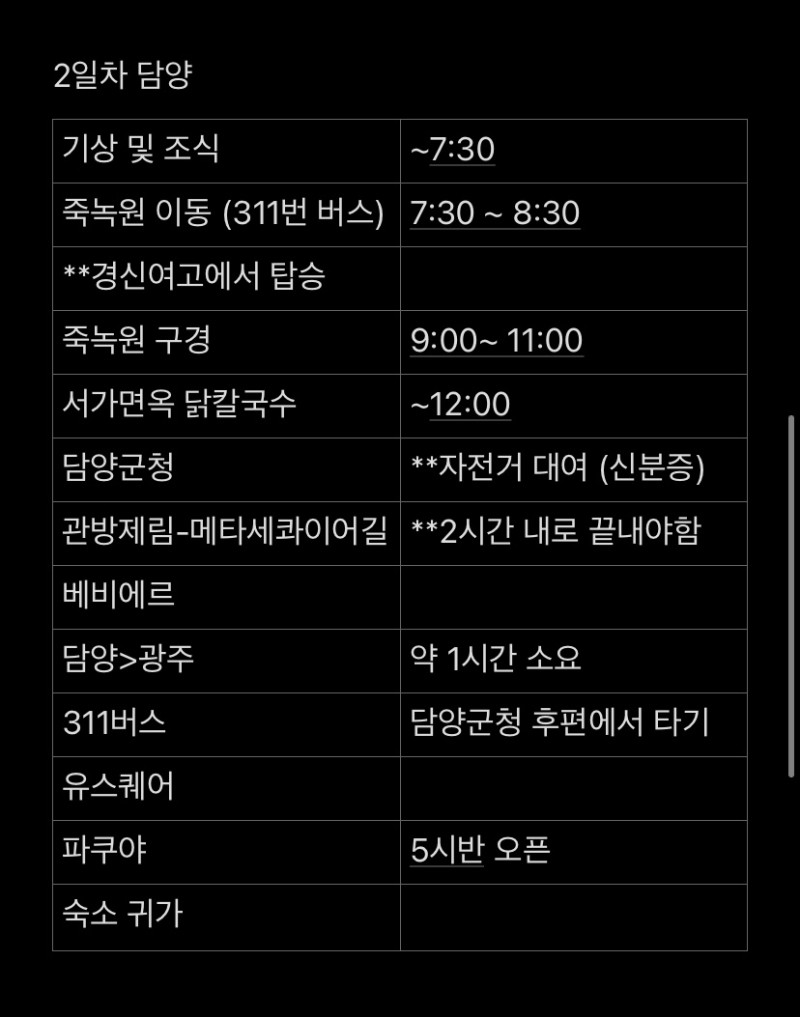 2일차 담양
기상 및 조식 ~7:30
죽녹원 이동 (311번 버스) 7:30 ~ 8:30
**경신여고에서 탑승
죽녹원 구경 9:00~ 11:00
서가면옥 닭칼국수 ~12:00
담양군청 **자전거 대여 (신분증)
관방제림-메타세콰이어길 **2시간 내로 끝내야함
베비에르
담양>광주 약 1시간 소요
311버스 담양군청 후편에서 타기
유스퀘어
파쿠야 5시반 오픈
숙소 귀가